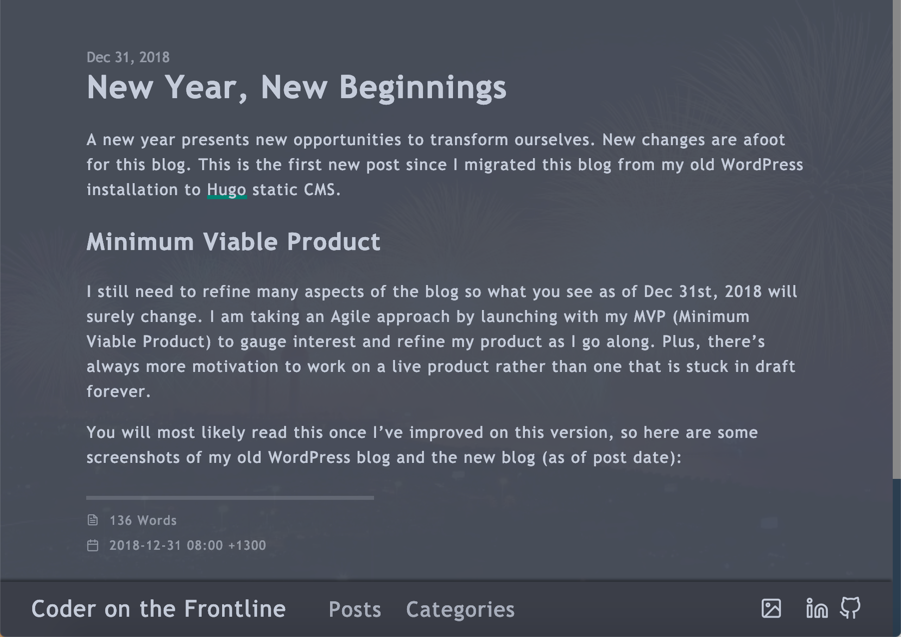 Dec 31, 2018
New Year, New Beginnings
A new year presents new opportunities to transform ourselves. New changes are afoot
for this blog. This is the first new post since I migrated this blog from my old WordPress
installation to Hugo static CMS.
Minimum Viable Product
I still need to refine many aspects of the blog so what you see as of Dec 31st, 2018 will
surely change. I am taking an Agile approach by launching with my MVP (Minimum
Viable Product) to gauge interest and refine my product as I go along. Plus, there’s
always more motivation to work on a live product rather than one that is stuck in draft
forever.
You will most likely read this once I’ve improved on this version, so here are some
screenshots of my old WordPress blog and the new blog (as of post date):
136 Words
2018-12-31 08:00 +1300
Coder on the Frontline Posts Categories in